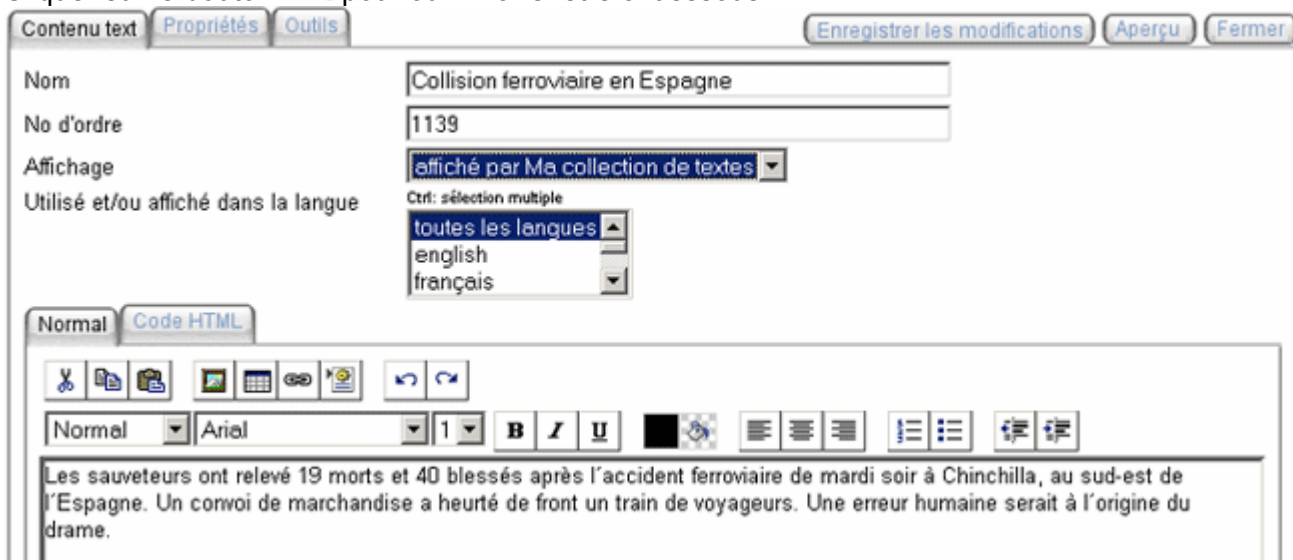 Contenu text Propriétés Outils Enregistrer les modifications Aperçu Fermer
Nom Collision ferroviaire en Espagne
No d'ordre 1139
Affichage affiché par Ma collection de textes
Utilisé et/ou affiché dans la langue Ctrl: sélection multiple
toutes les langues
english
français
Normal Code HTML
Normal Arial 1 B I U
Les sauveteurs ont relevé 19 morts et 40 blessés après l´accident ferroviaire de mardi soir à Chinchilla, au sud-est de
l´Espagne. Un convoi de marchandise a heurté de front un train de voyageurs. Une erreur humaine serait à l´origine du
drame.